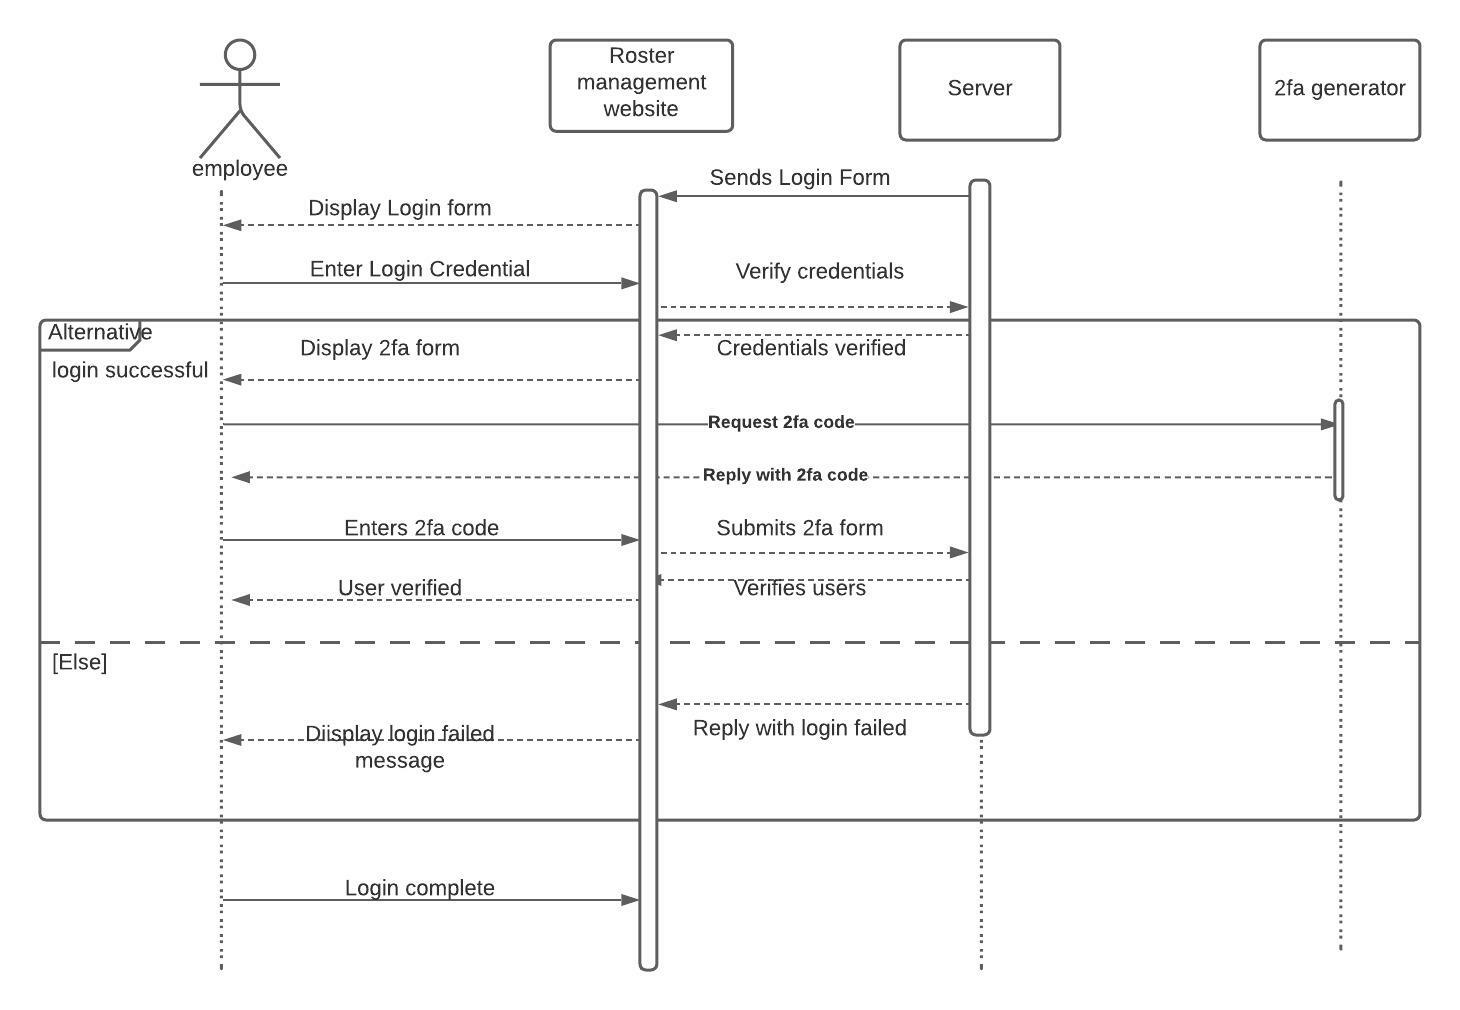 Roster
management
website
Server
2fa generator
employee
Sends Login Form
Display Login form
Enter Login Credential
Verify credentials
Alternative
Display 2fa form
Credentials verified
login successful
Request 2fa code
Reply with 2fa code
Enters 2fa code
Submits 2fa form
User verified
Verifies users
[Else]
Reply with login failed
Diisplay login failed
message
Login complete